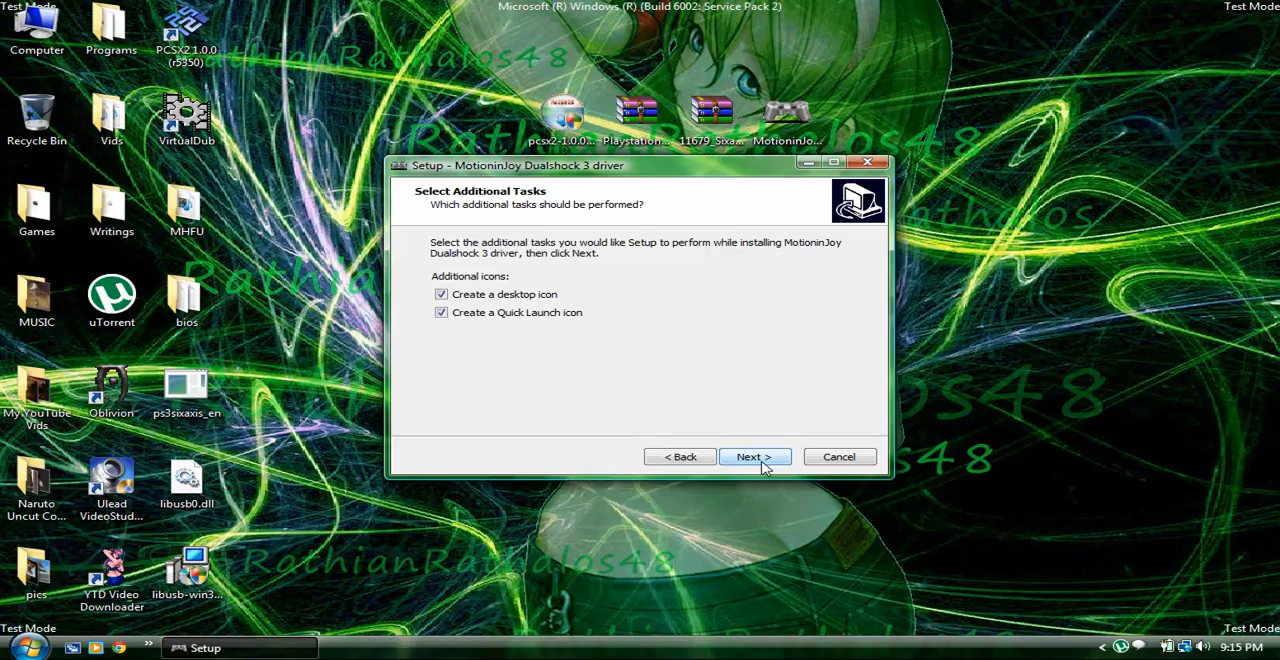 Test Mode
Microsoft (R) Windows (R) (Build 6002: Service Pack 2)
Test Mode
Computer
Programs
PCSX2 1.0.0
(r5350)
Recycle Bin
Vids
VirtualDub
pcsx2-1.0.0...
Playstation...
11679_Sixa...
MotioninJo...
RathianRathalos48
Games
Writings
MHFU
MUSIC
uTorrent
bios
My YouTube
Vids
Oblivion
ps3sixaxis_en
Naruto
Uncut Co...
Ulead
VideoStud...
libusb0.dll
pics
YTD Video
Downloader
libusb-win3...
Setup - MotioninJoy Dualshock 3 driver
Select Additional Tasks
Which additional tasks should be performed?
Select the additional tasks you would like Setup to perform while installing MotioninJoy
Dualshock 3 driver, then click Next.
Additional icons:
Create a desktop icon
Create a Quick Launch icon
< Back
Next >
Cancel
RathianRathalos48
Test Mode
Test Mode
Setup
9:15 PM